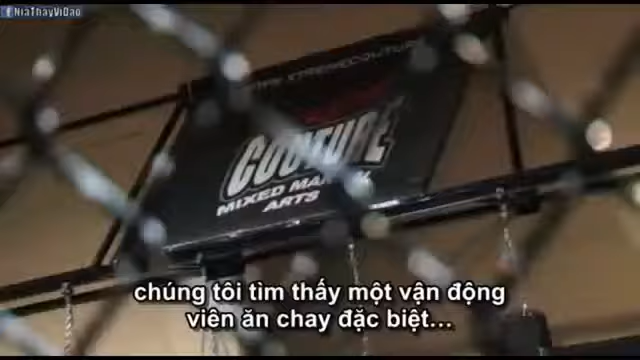 NiaThayViDao
COUTURE
MIXED MARTIAL
ARTS
chúng tôi tìm thấy một vận động
viên ăn chay đặc biệt...